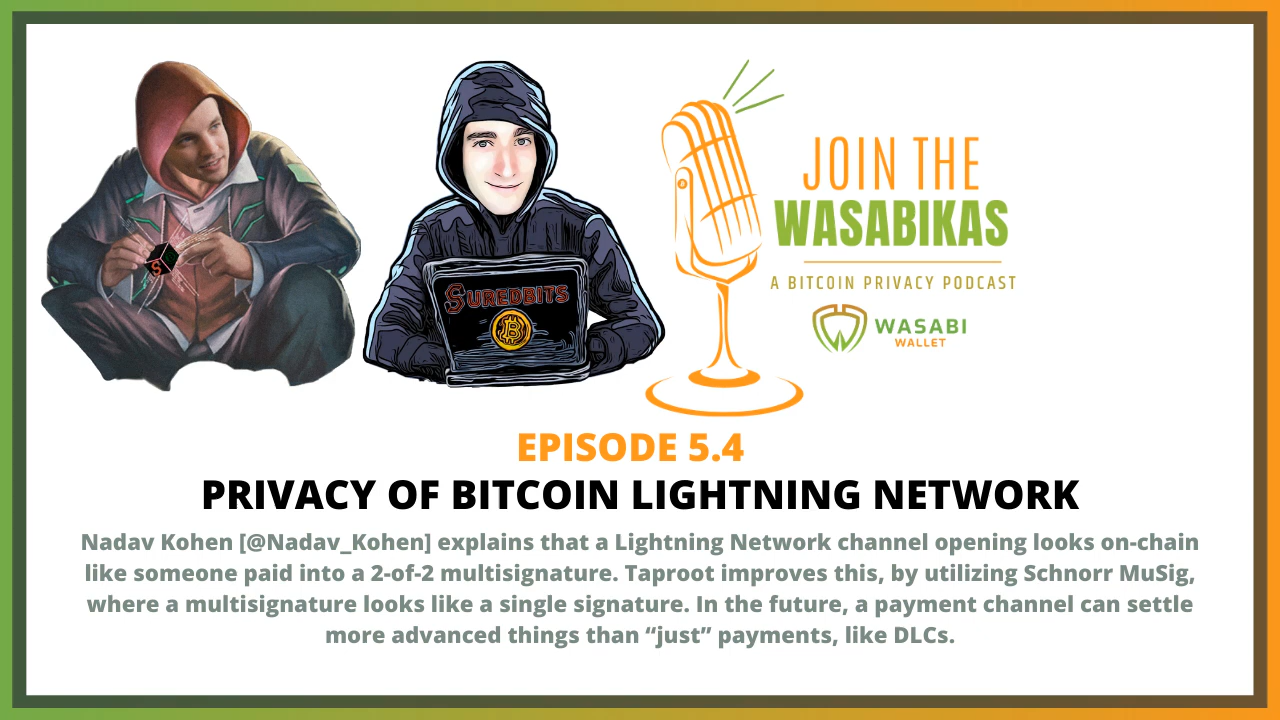 JOIN THE
WASABIKAS
A BITCOIN PRIVACY PODCAST
WASABI
WALLET
S
SUREDBITS
EPISODE 5.4
PRIVACY OF BITCOIN LIGHTNING NETWORK
Nadav Kohen [@Nadav_Kohen] explains that a Lightning Network channel opening looks on-chain
like someone paid into a 2-of-2 multisignature. Taproot improves this, by utilizing Schnorr MuSig,
where a multisignature looks like a single signature. In the future, a payment channel can settle
more advanced things than “just” payments, like DLCs.